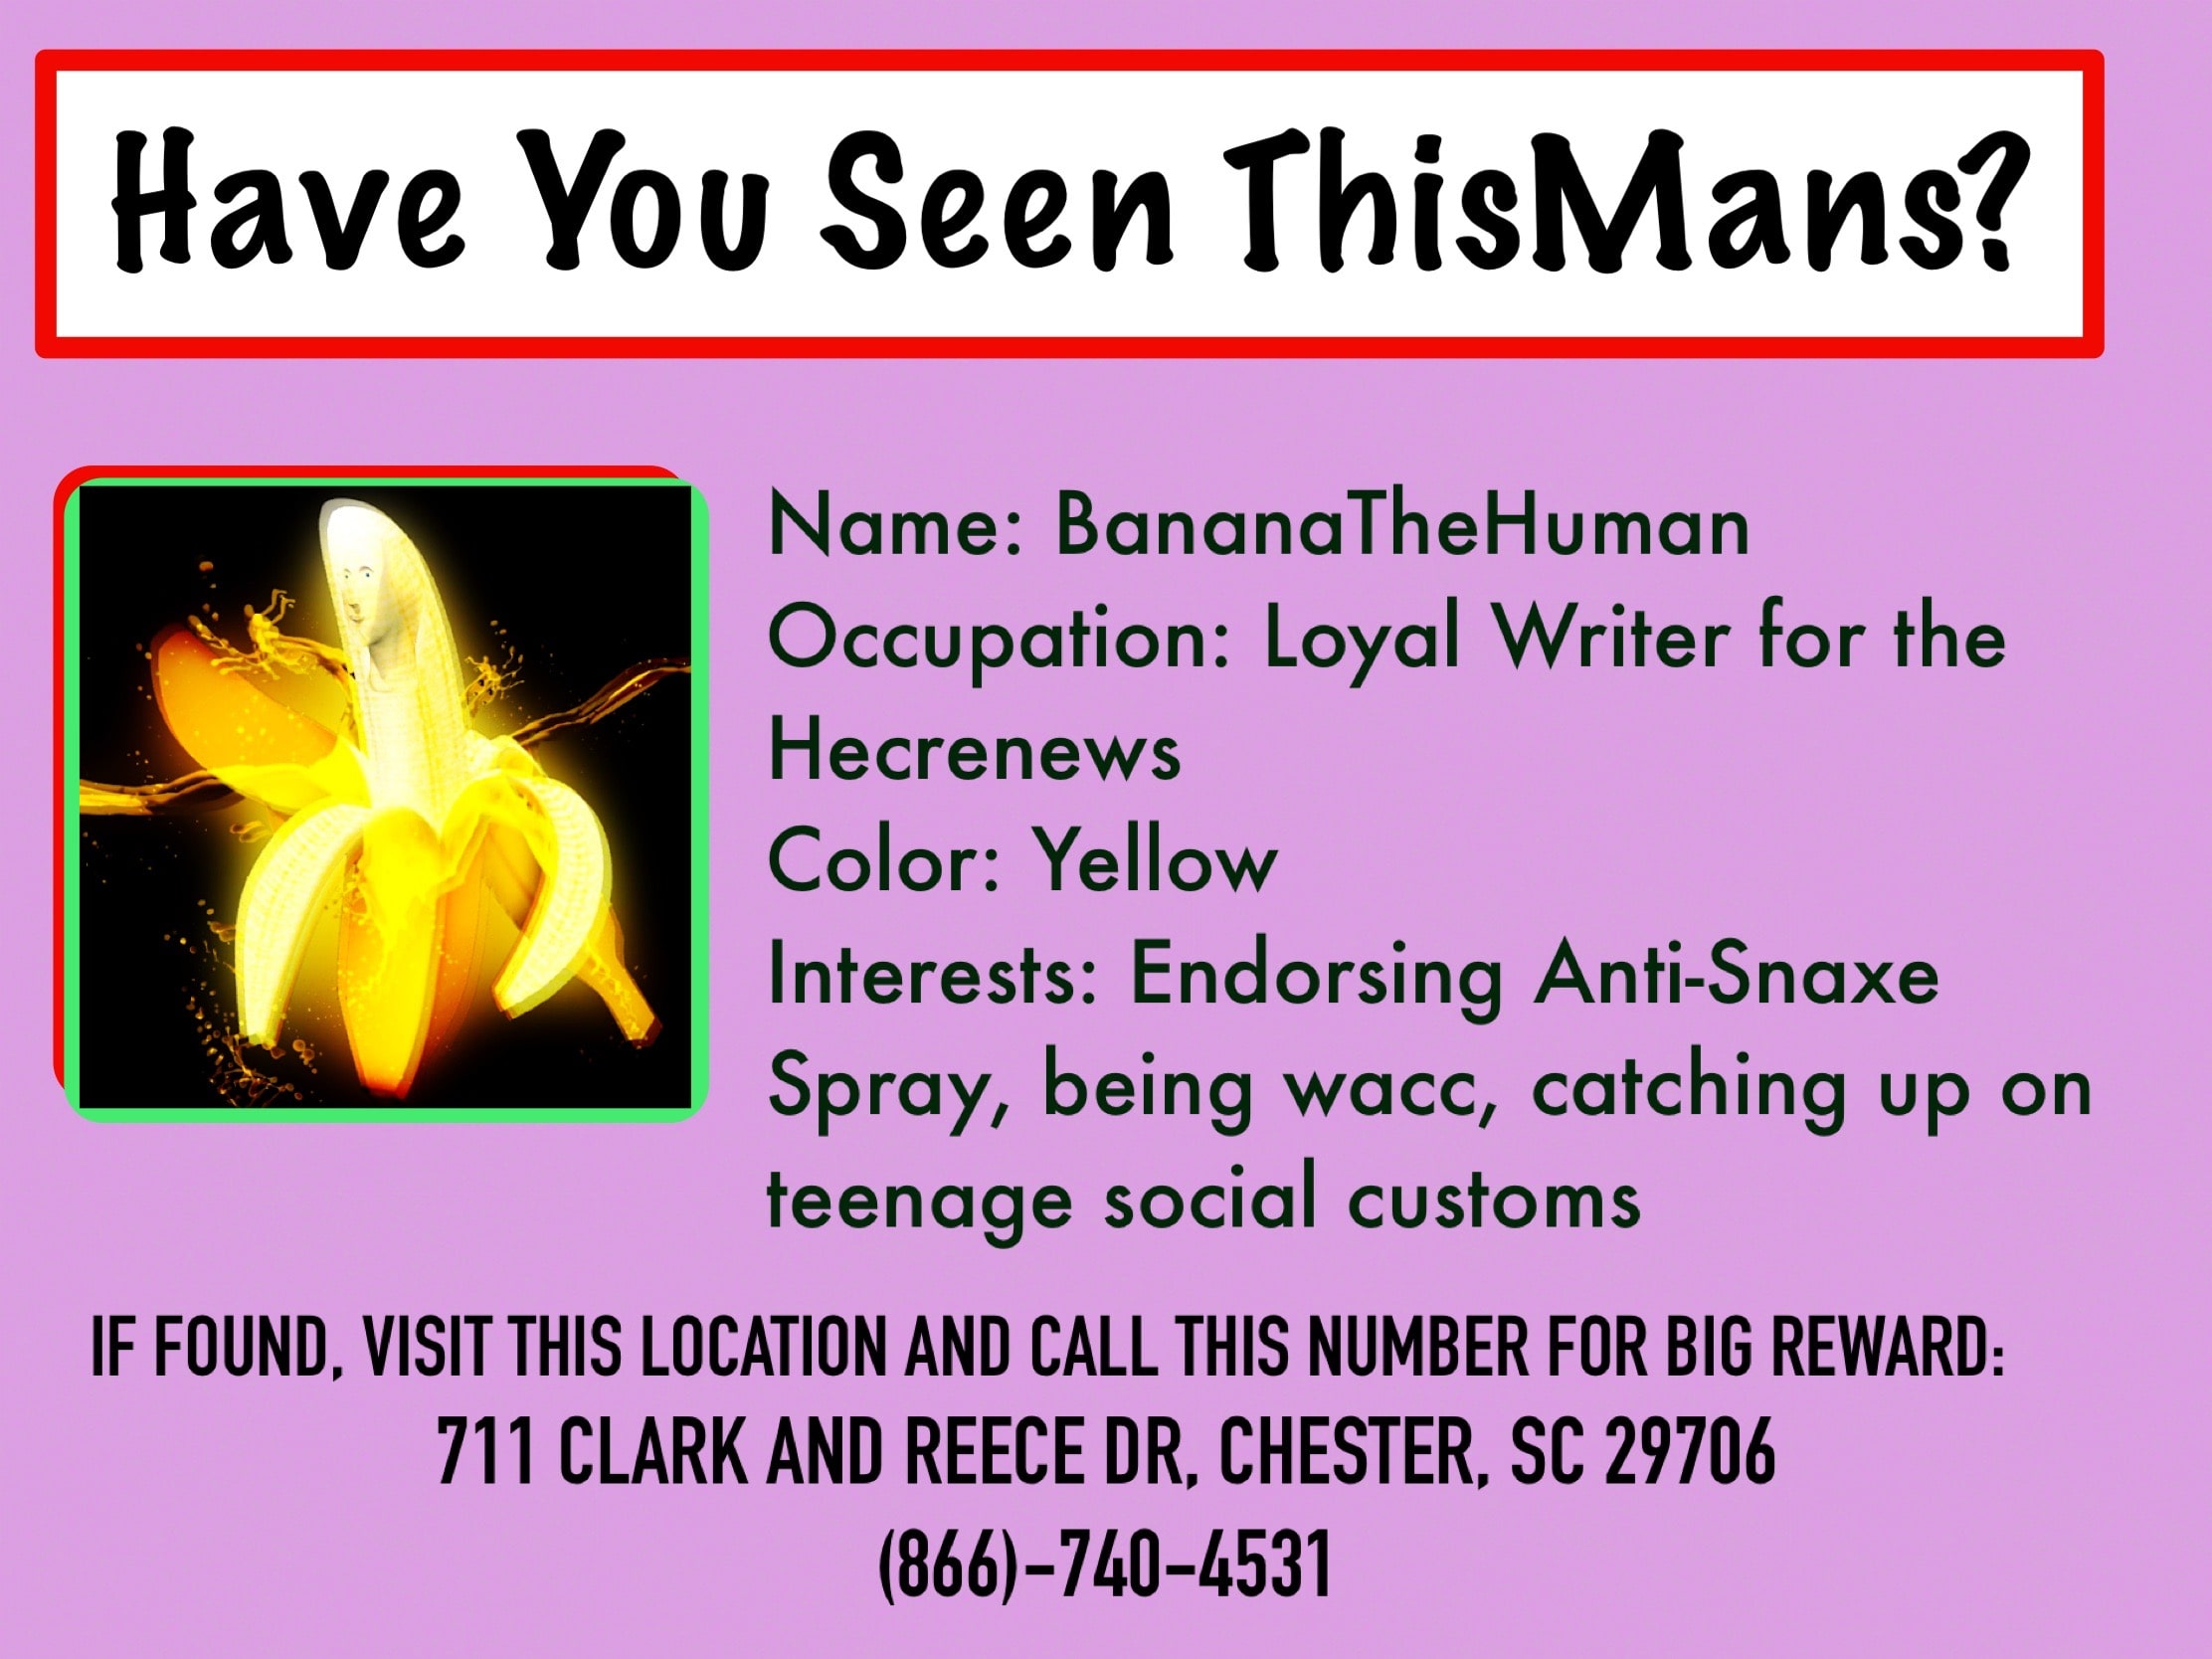 Have You Seen ThisMans?
Name: BananaTheHuman
Occupation: Loyal Writer for the
Hecrenews
Color: Yellow
Interests: Endorsing Anti-Snaxe
Spray, being wacc, catching up on
teenage social customs
IF FOUND, VISIT THIS LOCATION AND CALL THIS NUMBER FOR BIG REWARD:
711 CLARK AND REECE DR, CHESTER, SC 29706
(866)-740-4531